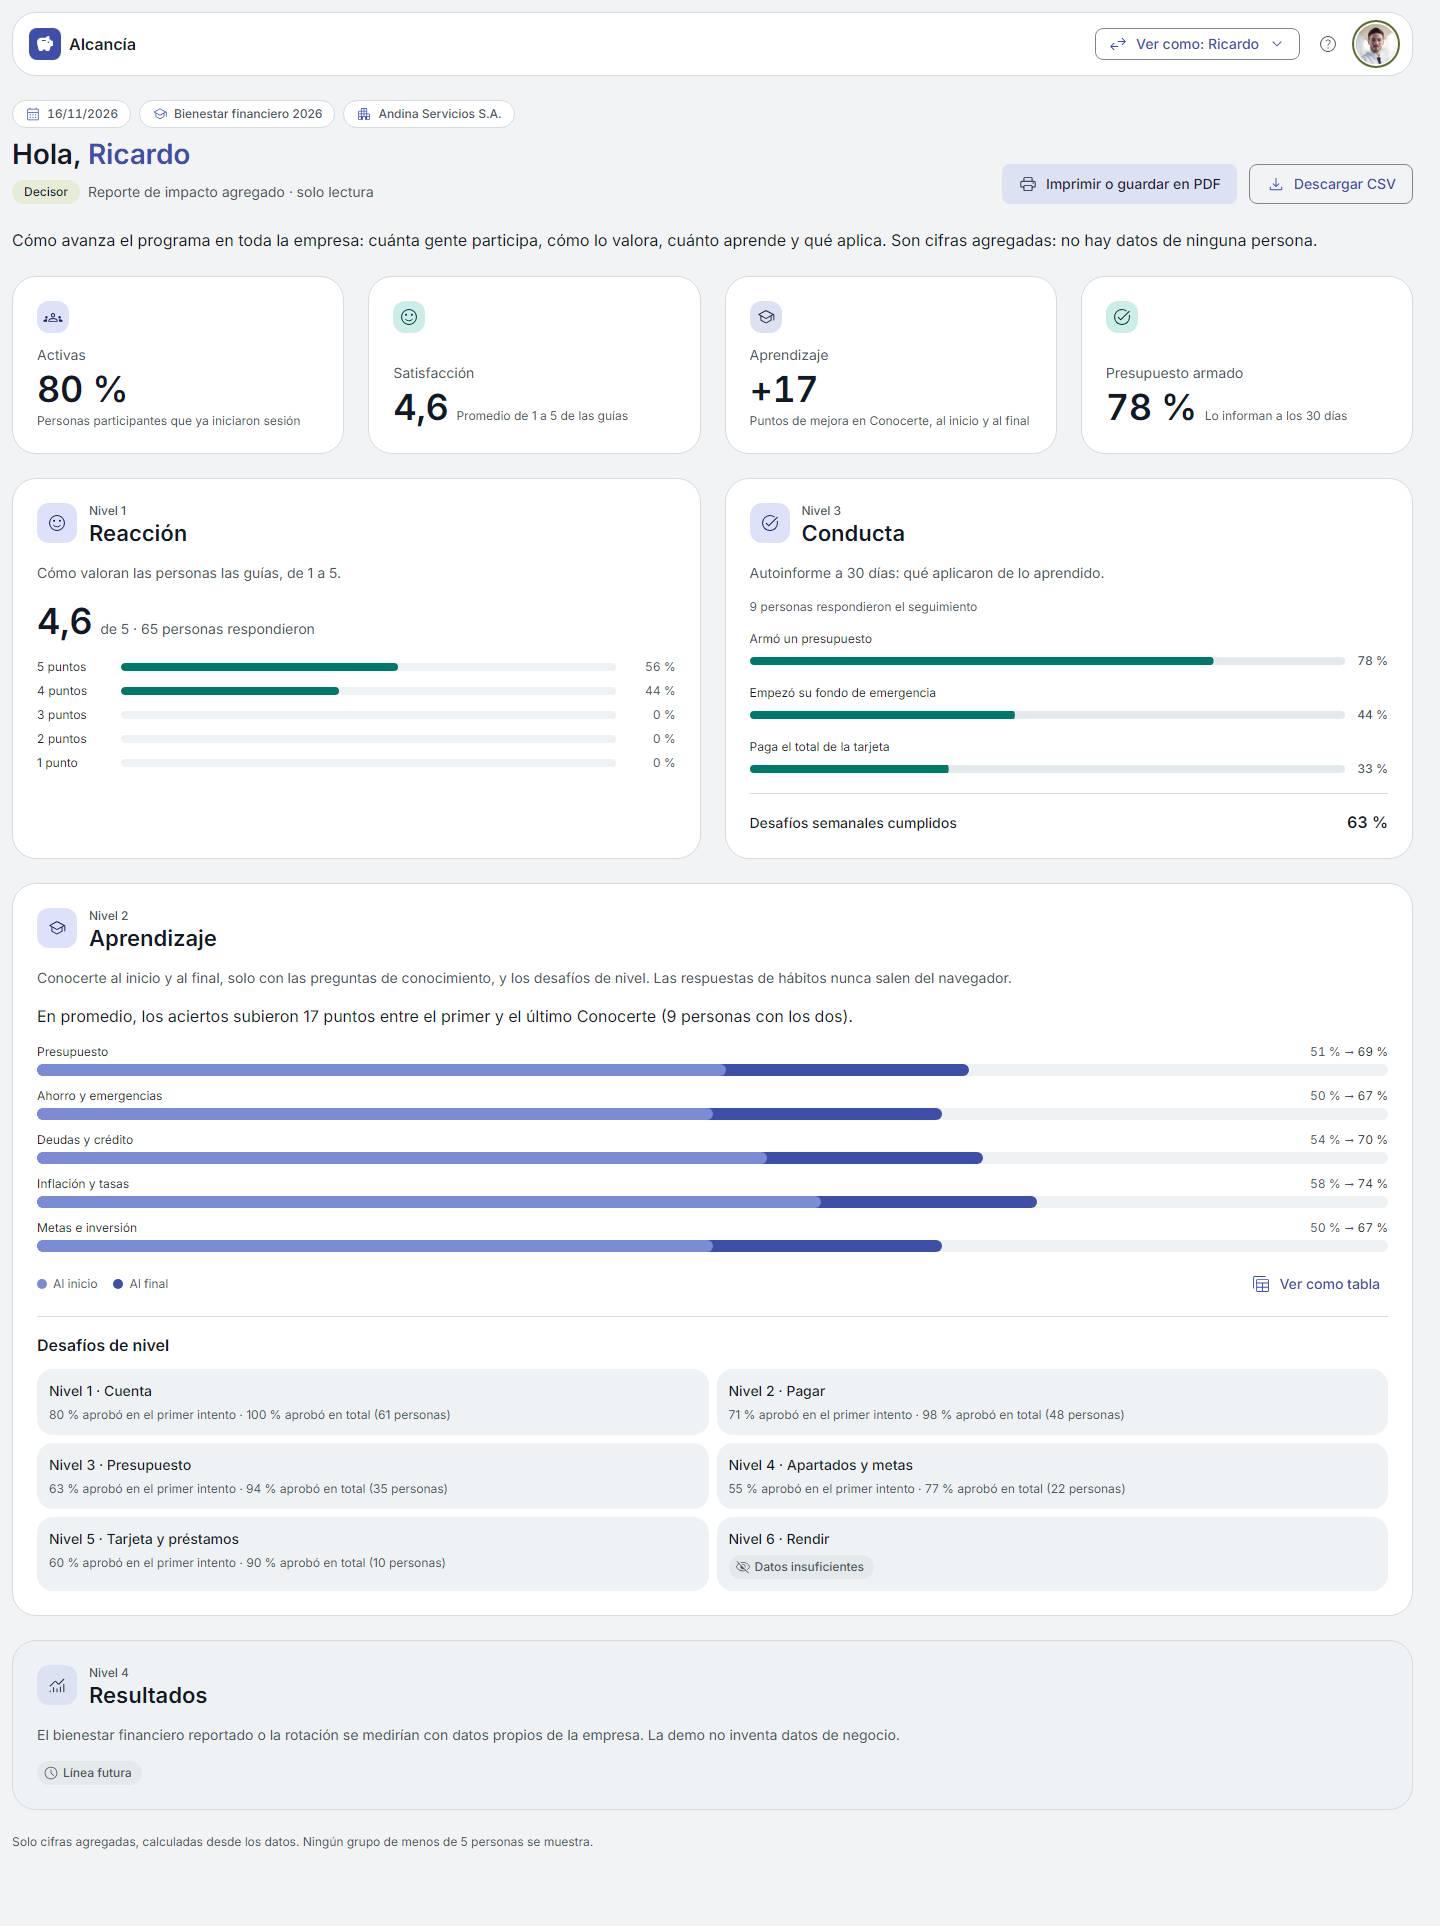 Alcancía
Ver como: Ricardo
16/11/2026
Bienestar financiero 2026
Andina Servicios S.A.
Hola, Ricardo
Decisor
Reporte de impacto agregado · solo lectura
Imprimir o guardar en PDF
Descargar CSV
Cómo avanza el programa en toda la empresa: cuánta gente participa, cómo lo valora, cuánto aprende y qué aplica. Son cifras agregadas: no hay datos de ninguna persona.
Activas
80 %
Personas participantes que ya iniciaron sesión
Satisfacción
4,6 Promedio de 1 a 5 de las guías
Aprendizaje
+17
Puntos de mejora en Conocerte, al inicio y al final
Presupuesto armado
78 % Lo informan a los 30 días
Nivel 1
Reacción
Cómo valoran las personas las guías, de 1 a 5.
4,6 de 5 · 65 personas respondieron
5 puntos 56 %
4 puntos 44 %
3 puntos 0 %
2 puntos 0 %
1 punto 0 %
Nivel 3
Conducta
Autoinforme a 30 días: qué aplicaron de lo aprendido.
9 personas respondieron el seguimiento
Armó un presupuesto
78 %
Empezó su fondo de emergencia
44 %
Paga el total de la tarjeta
33 %
Desafíos semanales cumplidos 63 %
Nivel 2
Aprendizaje
Conocerte al inicio y al final, solo con las preguntas de conocimiento, y los desafíos de nivel. Las respuestas de hábitos nunca salen del navegador.
En promedio, los aciertos subieron 17 puntos entre el primer y el último Conocerte (9 personas con los dos).
Presupuesto 51 % → 69 %
Ahorro y emergencias 50 % → 67 %
Deudas y crédito 54 % → 70 %
Inflación y tasas 58 % → 74 %
Metas e inversión 50 % → 67 %
Al inicio Al final
Ver como tabla
Desafíos de nivel
Nivel 1 · Cuenta
80 % aprobó en el primer intento · 100 % aprobó en total (61 personas)
Nivel 2 · Pagar
71 % aprobó en el primer intento · 98 % aprobó en total (48 personas)
Nivel 3 · Presupuesto
63 % aprobó en el primer intento · 94 % aprobó en total (35 personas)
Nivel 4 · Apartados y metas
55 % aprobó en el primer intento · 77 % aprobó en total (22 personas)
Nivel 5 · Tarjeta y préstamos
60 % aprobó en el primer intento · 90 % aprobó en total (10 personas)
Nivel 6 · Rendir
Datos insuficientes
Nivel 4
Resultados
El bienestar financiero reportado o la rotación se medirían con datos propios de la empresa. La demo no inventa datos de negocio.
Línea futura
Solo cifras agregadas, calculadas desde los datos. Ningún grupo de menos de 5 personas se muestra.